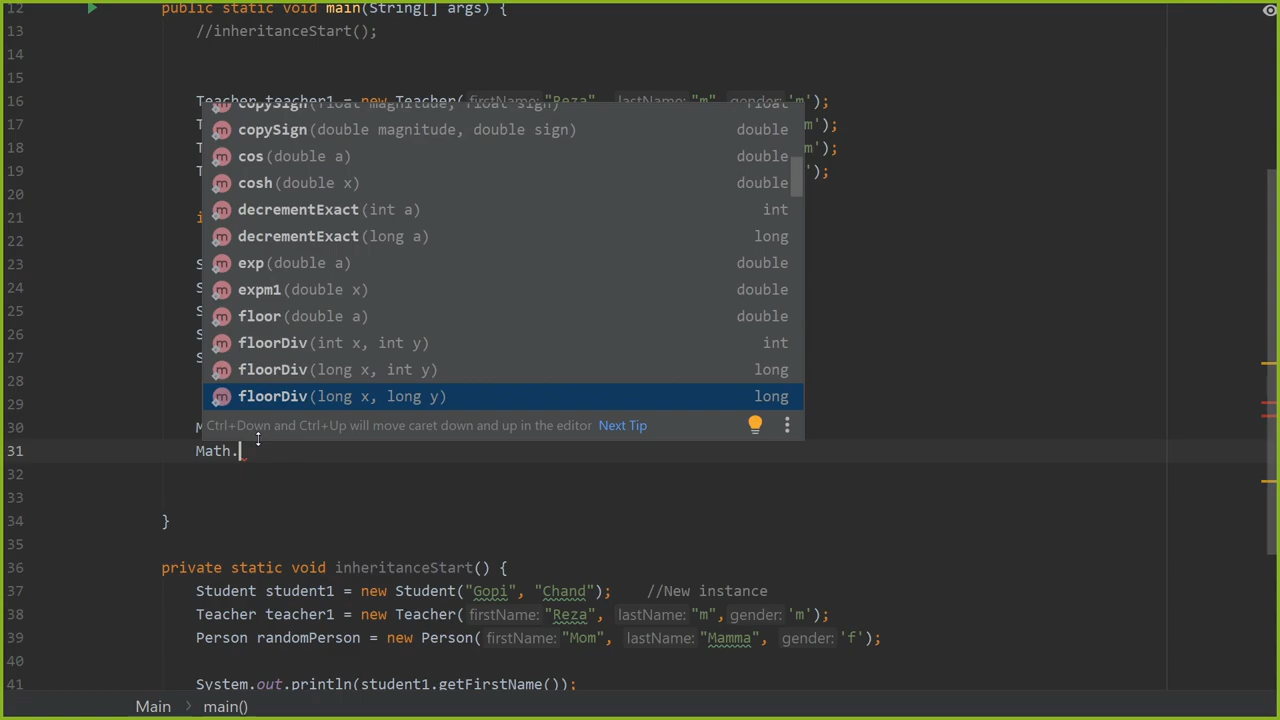 12 public static void main(String[] args) {
13 //inheritanceStart();
14
15
16 Teacher teacher1 = new Teacher( firstName: "Reza", lastName: "m", gender: 'm');
copySign(float magnitude, float sign) float
17 T m');
copySign(double magnitude, double sign) double
18 T m');
cos(double a) double
19 T ');
cosh(double x) double
20
decrementExact(int a) int
21 i
decrementExact(long a) long
22
23 S
exp(double a) double
24 S
expm1(double x) double
25 S
floor(double a) double
26 S
floorDiv(int x, int y) int
27 S
floorDiv(long x, int y) long
28
floorDiv(long x, long y) long
29
30 M
Ctrl+Down and Ctrl+Up will move caret down and up in the editor Next Tip
31 Math.
32
33
34 }
35
36 private static void inheritanceStart() {
37 Student student1 = new Student("Gopi", "Chand"); //New instance
38 Teacher teacher1 = new Teacher( firstName: "Reza", lastName: "m", gender: 'm');
39 Person randomPerson = new Person( firstName: "Mom", lastName: "Mamma", gender: 'f');
40
41 System.out.println(student1.getFirstName());
Main > main()